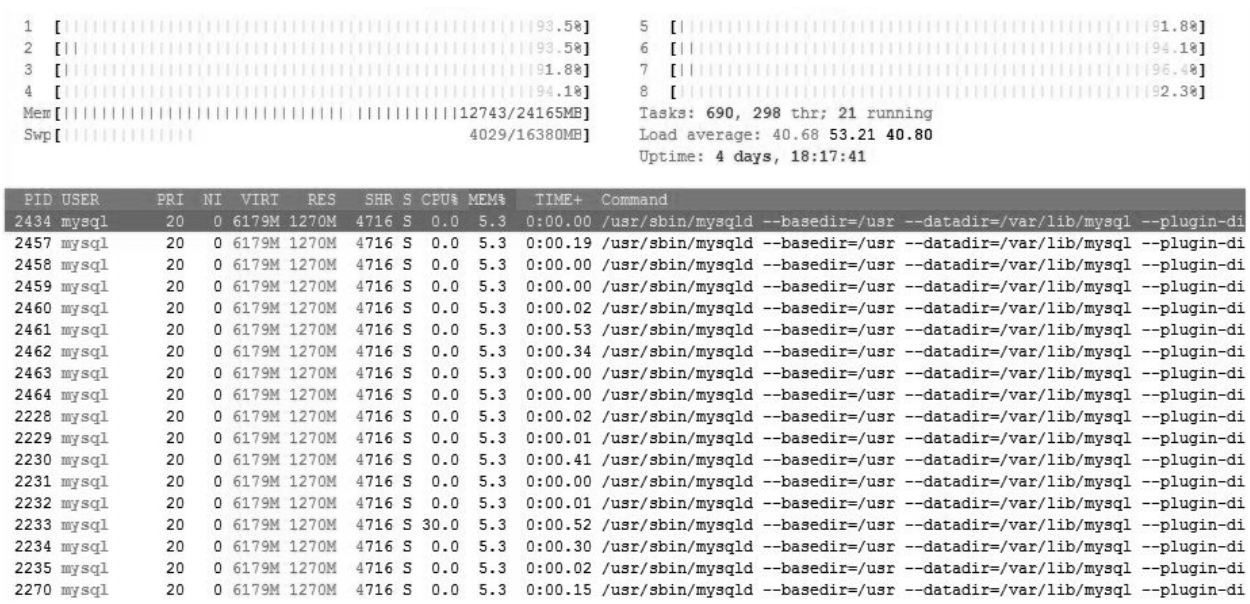 1 [93.5%] 5 [91.8%]
2 [93.5%] 6 [94.1%]
3 [91.8%] 7 [96.4%]
4 [94.1%] 8 [92.3%]
Mem[12743/24165MB] Tasks: 690, 298 thr; 21 running
Swp[4029/16380MB] Load average: 40.68 53.21 40.80
Uptime: 4 days, 18:17:41
PID USER PRI NI VIRT RES SHR S CPU% MEM% TIME+ Command
2434 mysql 20 0 6179M 1270M 4716 S 0.0 5.3 0:00.00 /usr/sbin/mysqld --basedir=/usr --datadir=/var/lib/mysql --plugin-di
2457 mysql 20 0 6179M 1270M 4716 S 0.0 5.3 0:00.19 /usr/sbin/mysqld --basedir=/usr --datadir=/var/lib/mysql --plugin-di
2458 mysql 20 0 6179M 1270M 4716 S 0.0 5.3 0:00.00 /usr/sbin/mysqld --basedir=/usr --datadir=/var/lib/mysql --plugin-di
2459 mysql 20 0 6179M 1270M 4716 S 0.0 5.3 0:00.00 /usr/sbin/mysqld --basedir=/usr --datadir=/var/lib/mysql --plugin-di
2460 mysql 20 0 6179M 1270M 4716 S 0.0 5.3 0:00.02 /usr/sbin/mysqld --basedir=/usr --datadir=/var/lib/mysql --plugin-di
2461 mysql 20 0 6179M 1270M 4716 S 0.0 5.3 0:00.53 /usr/sbin/mysqld --basedir=/usr --datadir=/var/lib/mysql --plugin-di
2462 mysql 20 0 6179M 1270M 4716 S 0.0 5.3 0:00.34 /usr/sbin/mysqld --basedir=/usr --datadir=/var/lib/mysql --plugin-di
2463 mysql 20 0 6179M 1270M 4716 S 0.0 5.3 0:00.00 /usr/sbin/mysqld --basedir=/usr --datadir=/var/lib/mysql --plugin-di
2464 mysql 20 0 6179M 1270M 4716 S 0.0 5.3 0:00.00 /usr/sbin/mysqld --basedir=/usr --datadir=/var/lib/mysql --plugin-di
2228 mysql 20 0 6179M 1270M 4716 S 0.0 5.3 0:00.02 /usr/sbin/mysqld --basedir=/usr --datadir=/var/lib/mysql --plugin-di
2229 mysql 20 0 6179M 1270M 4716 S 0.0 5.3 0:00.01 /usr/sbin/mysqld --basedir=/usr --datadir=/var/lib/mysql --plugin-di
2230 mysql 20 0 6179M 1270M 4716 S 0.0 5.3 0:00.41 /usr/sbin/mysqld --basedir=/usr --datadir=/var/lib/mysql --plugin-di
2231 mysql 20 0 6179M 1270M 4716 S 0.0 5.3 0:00.00 /usr/sbin/mysqld --basedir=/usr --datadir=/var/lib/mysql --plugin-di
2232 mysql 20 0 6179M 1270M 4716 S 0.0 5.3 0:00.01 /usr/sbin/mysqld --basedir=/usr --datadir=/var/lib/mysql --plugin-di
2233 mysql 20 0 6179M 1270M 4716 S 30.0 5.3 0:00.52 /usr/sbin/mysqld --basedir=/usr --datadir=/var/lib/mysql --plugin-di
2234 mysql 20 0 6179M 1270M 4716 S 0.0 5.3 0:00.30 /usr/sbin/mysqld --basedir=/usr --datadir=/var/lib/mysql --plugin-di
2235 mysql 20 0 6179M 1270M 4716 S 0.0 5.3 0:00.02 /usr/sbin/mysqld --basedir=/usr --datadir=/var/lib/mysql --plugin-di
2270 mysql 20 0 6179M 1270M 4716 S 0.0 5.3 0:00.15 /usr/sbin/mysqld --basedir=/usr --datadir=/var/lib/mysql --plugin-di